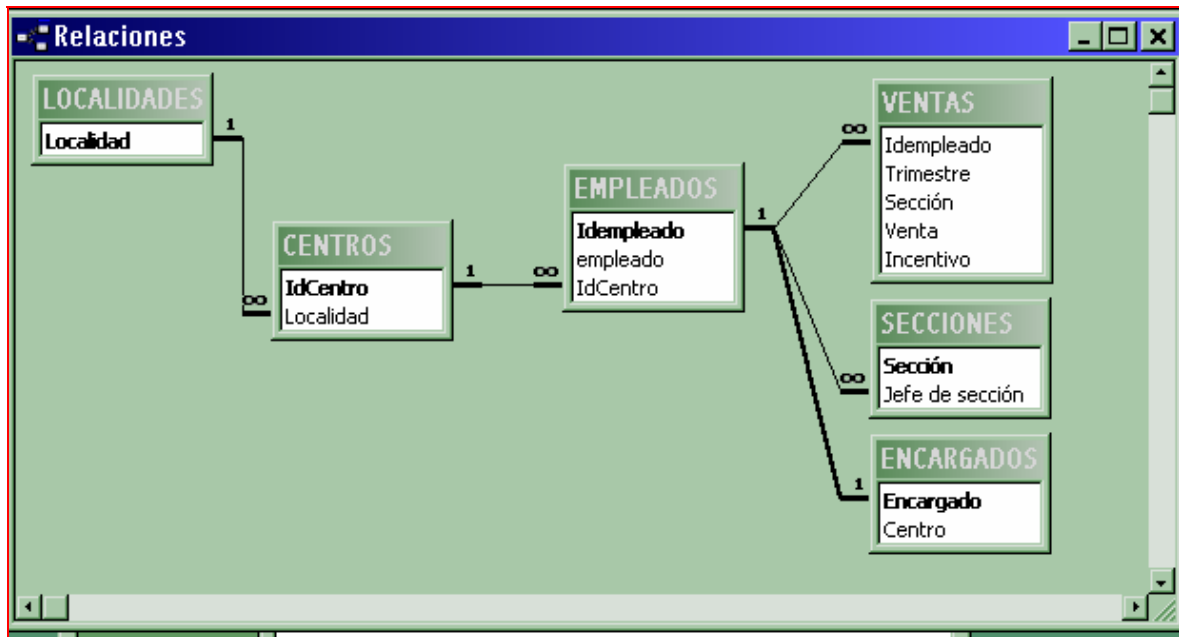 Relaciones
LOCALIDADES
Localidad
1
∞
CENTROS
IdCentro
Localidad
1
∞
EMPLEADOS
Idempleado
empleado
IdCentro
1
∞
VENTAS
Idempleado
Trimestre
Sección
Venta
Incentivo
∞
SECCIONES
Sección
Jefe de sección
1
ENCARGADOS
Encargado
Centro